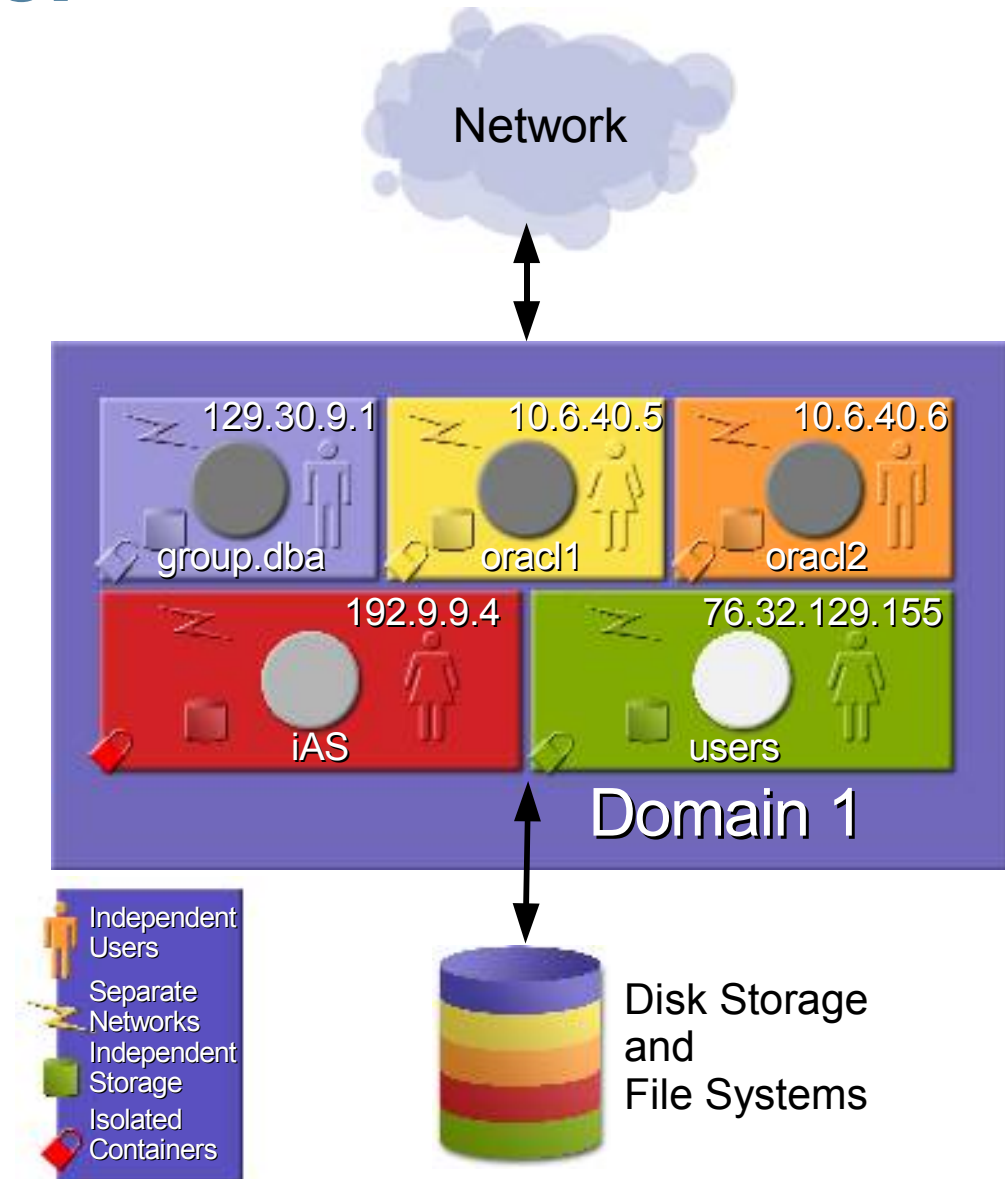 Network
129.30.9.1
10.6.40.5
10.6.40.6
group.dba
oracl1
oracl2
192.9.9.4
76.32.129.155
iAS
users
Domain 1
Independent
Users
Separate
Networks
Independent
Storage
Isolated
Containers
Disk Storage
and
File Systems